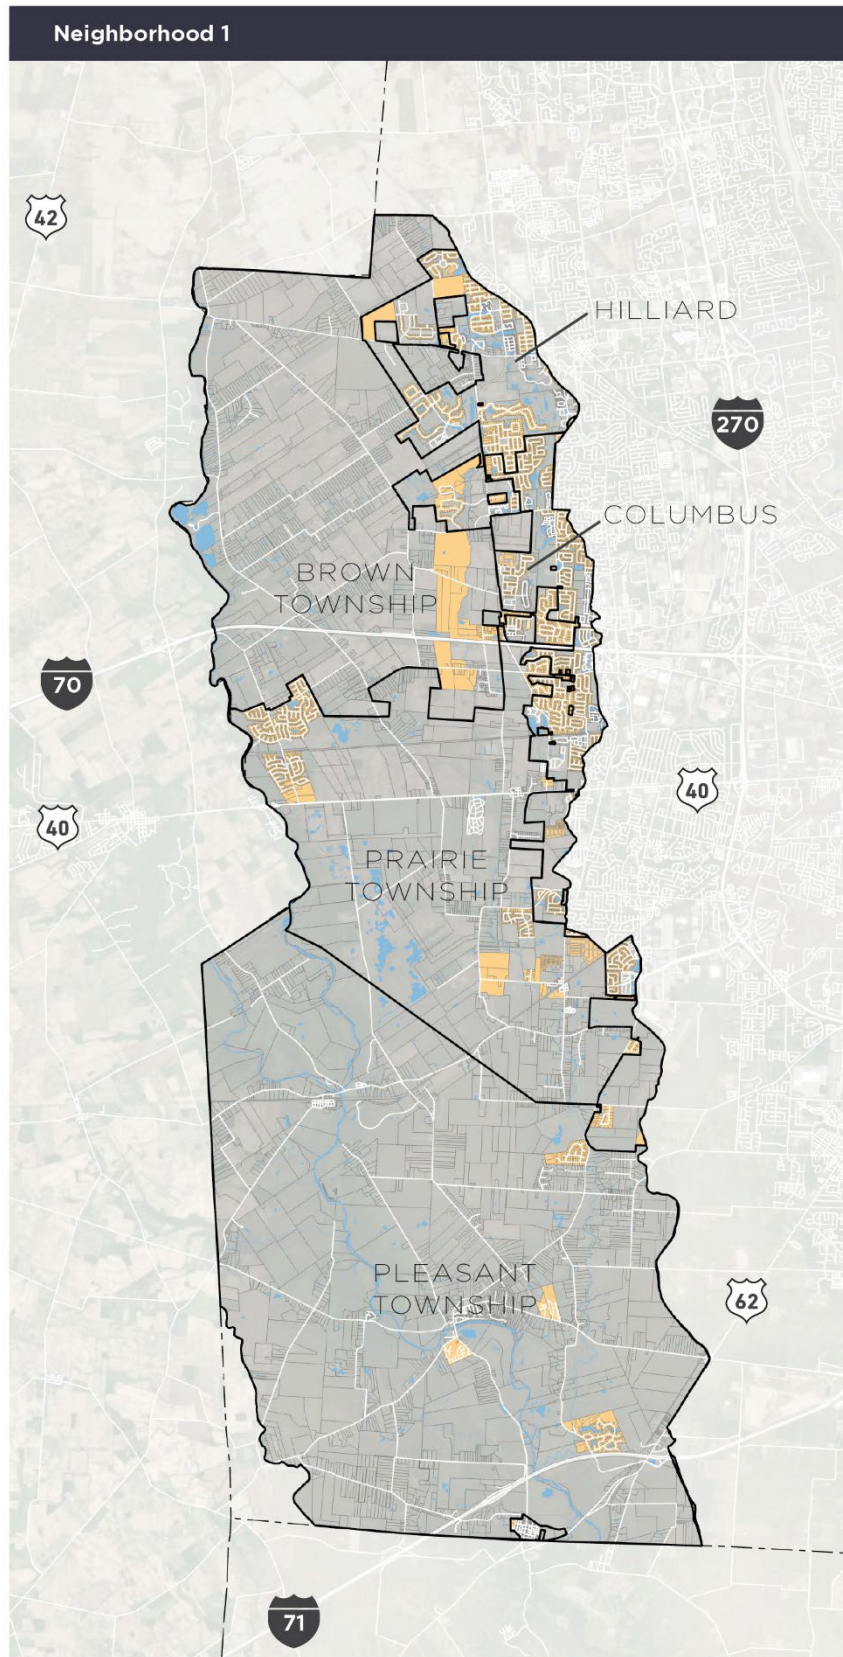 Neighborhood 1
42
HILLIARD
270
COLUMBUS
BROWN
TOWNSHIP
70
40
40
PRAIRIE
TOWNSHIP
PLEASANT
TOWNSHIP
62
71